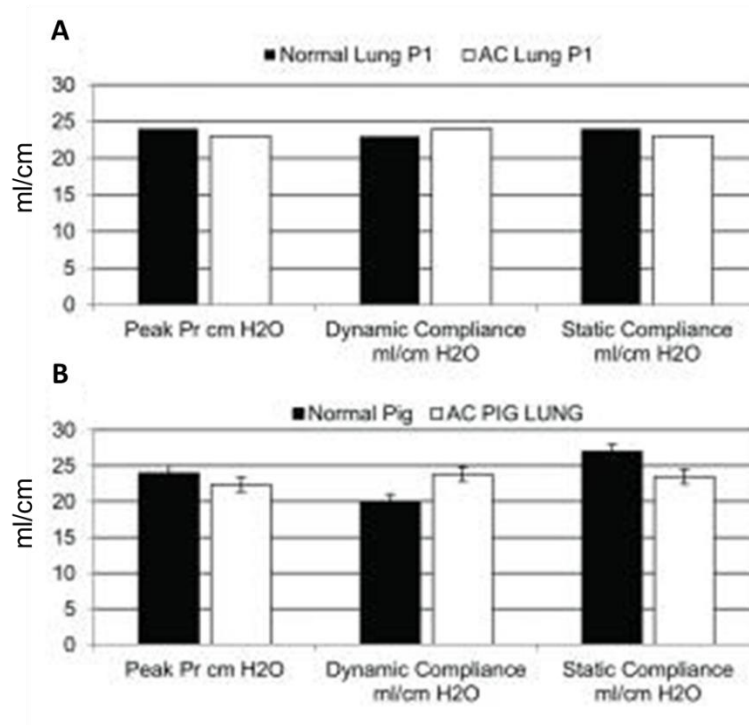 A
Normal Lung P1 AC Lung P1
ml/cm
30
25
20
15
10
5
0
Peak Pr cm H2O
Dynamic Compliance
ml/cm H2O
Static Compliance
ml/cm H2O
B
Normal Pig AC PIG LUNG
ml/cm
30
25
20
15
10
5
0
Peak Pr cm H2O
Dynamic Compliance
ml/cm H2O
Static Compliance
ml/cm H2O